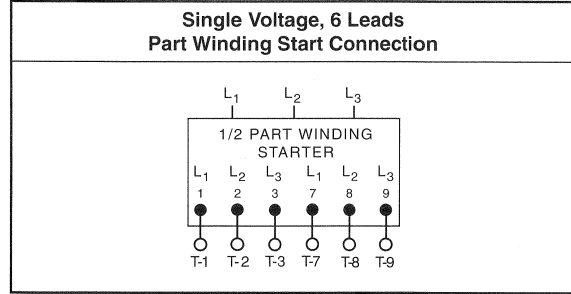 Single Voltage, 6 Leads
Part Winding Start Connection
L1 L2 L3
1/2 PART WINDING
STARTER
L1 L2 L3 L1 L2 L3
1 2 3 7 8 9
T-1 T-2 T-3 T-7 T-8 T-9